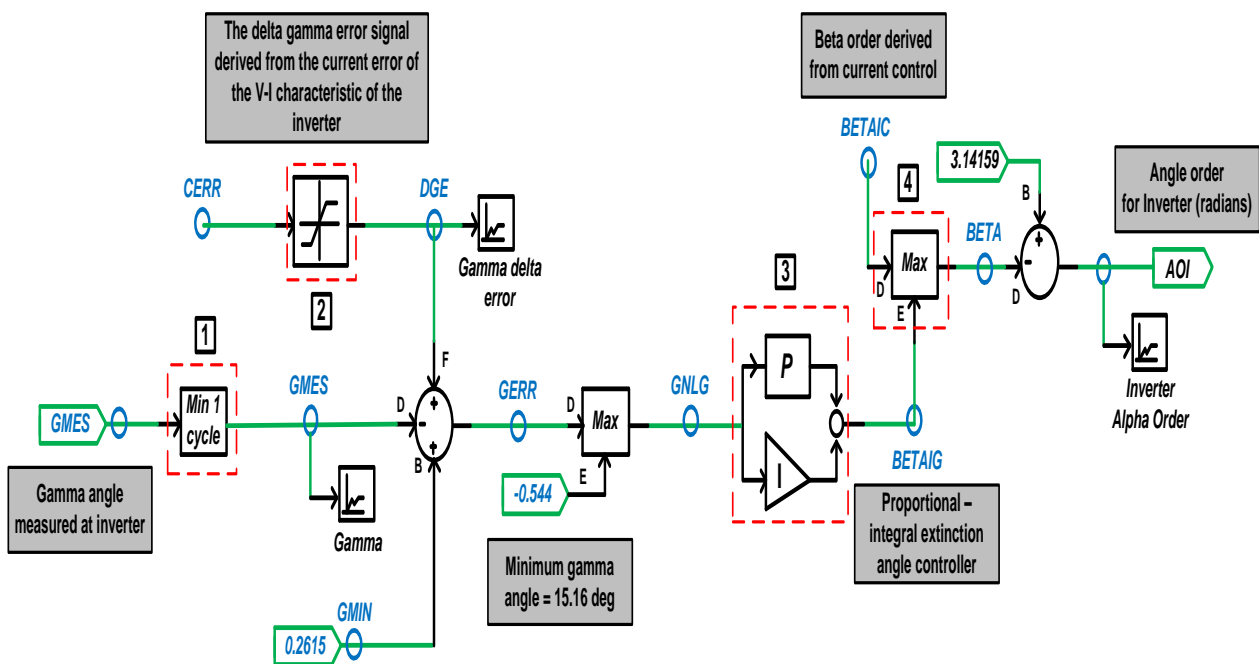 The delta gamma error signal
derived from the current error of
the V-I characteristic of the
inverter
Beta order derived
from current control
BETAIC
3.14159
Angle order
for Inverter (radians)
CERR
DGE
Gamma delta
error
2
4
B
+
-
D
Max
D
E
BETA
AOI
Inverter
Alpha Order
1
GMES
Min 1
cycle
GMES
Gamma angle
measured at inverter
Gamma
F
D
+
-
+
B
GERR
D
Max
E
-0.544
Minimum gamma
angle = 15.16 deg
GNLG
3
P
I
BETAIG
Proportional –
integral extinction
angle controller
GMIN
0.2615